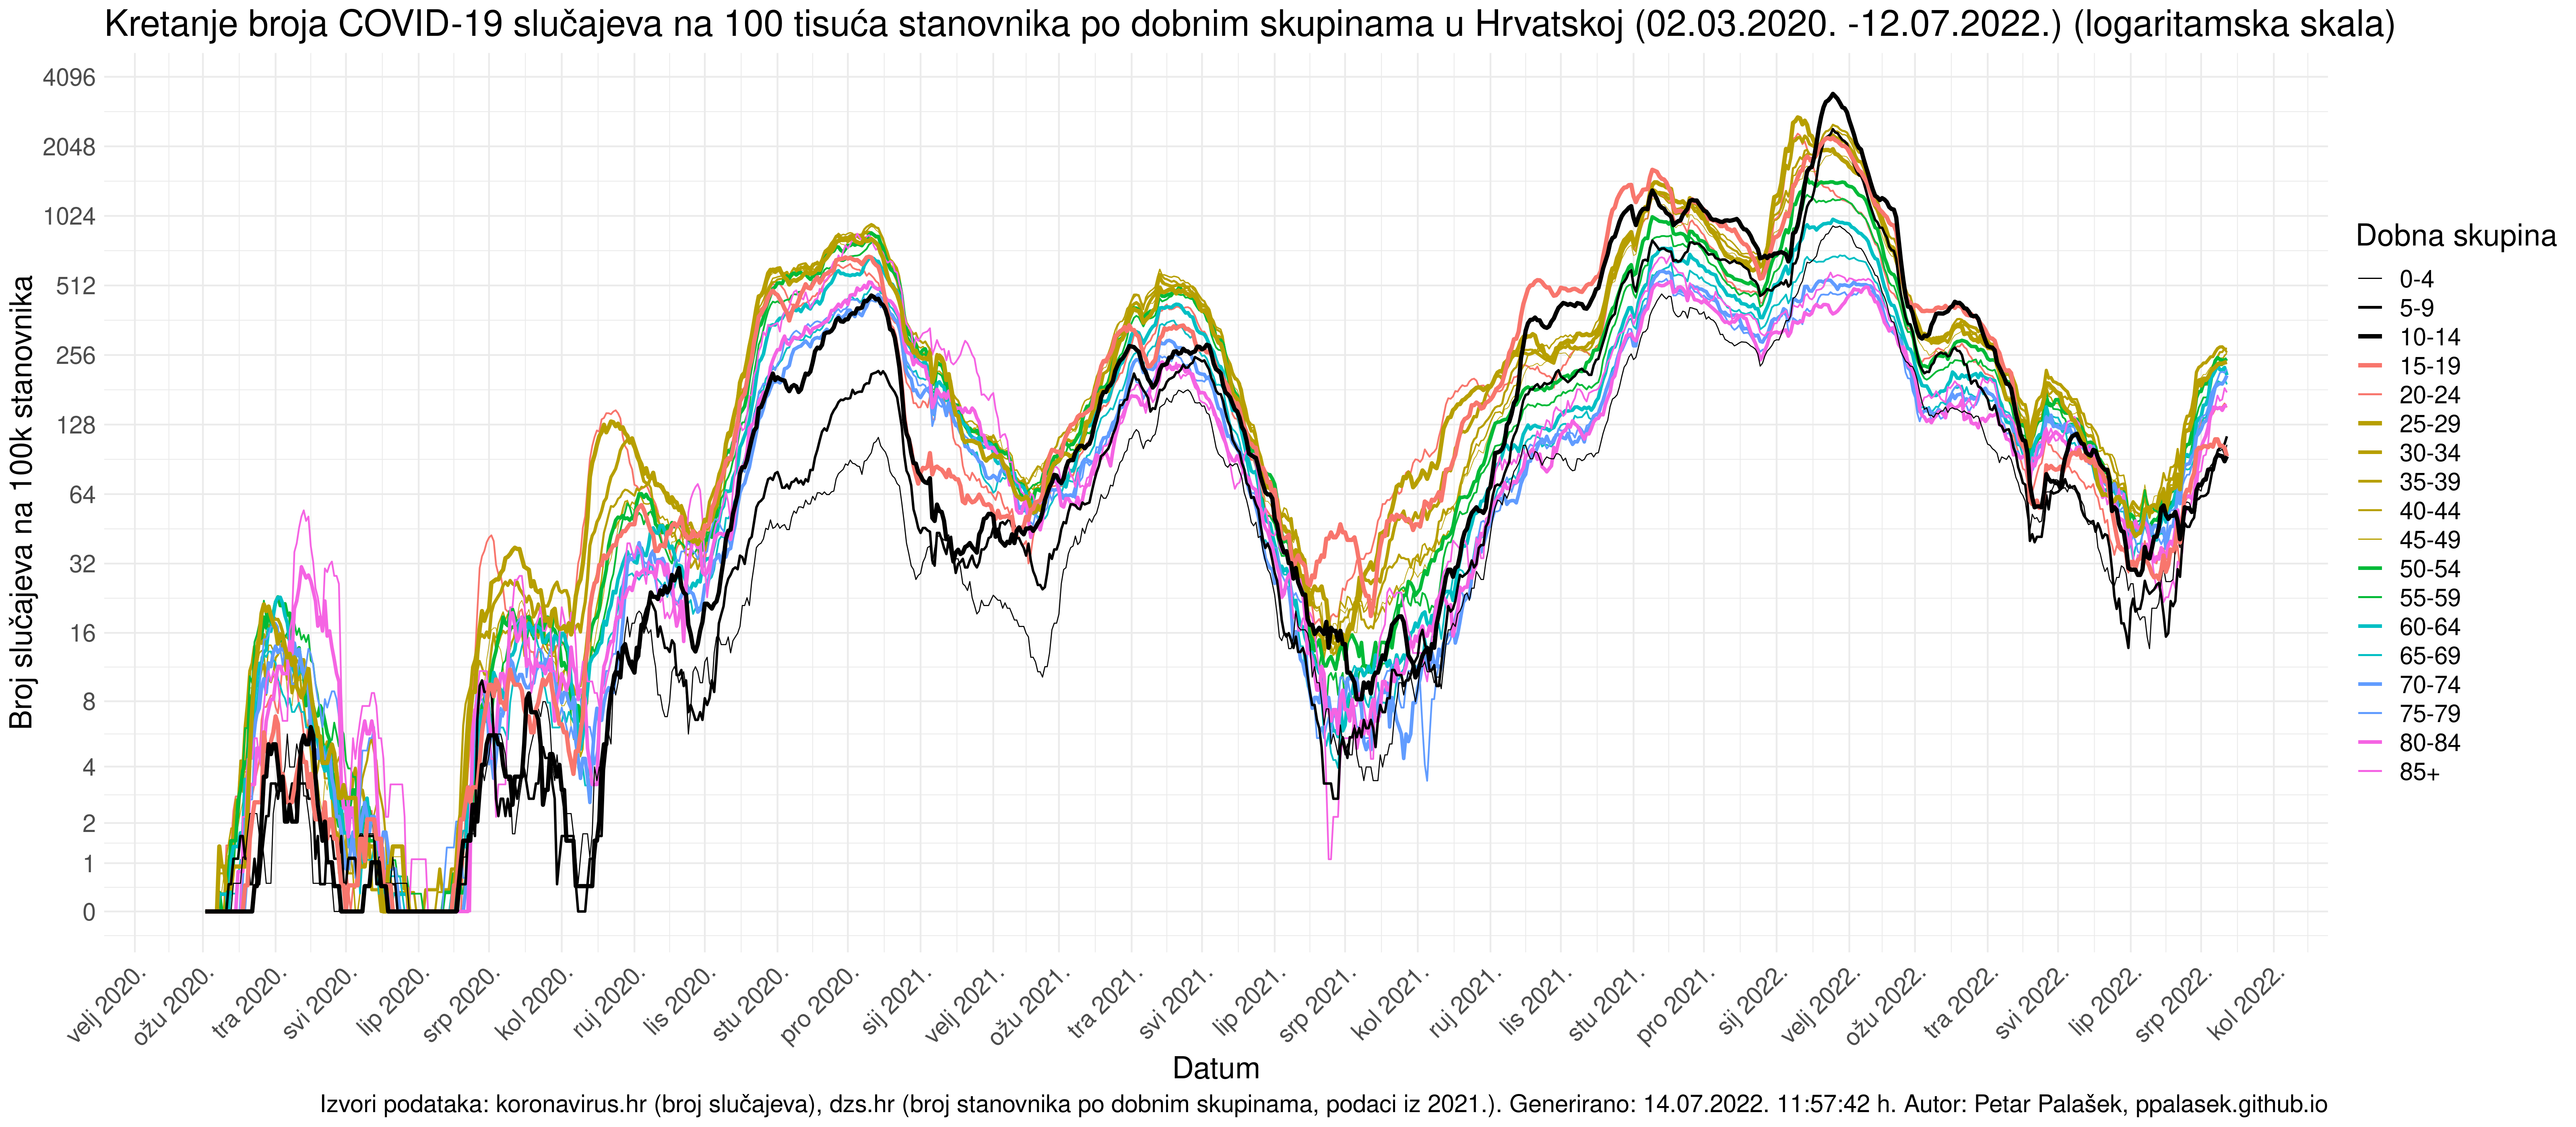 Kretanje broja COVID-19 slučajeva na 100 tisuća stanovnika po dobnim skupinama u Hrvatskoj (02.03.2020. -12.07.2022.) (logaritamska skala)
Broj slučajeva na 100k stanovnika
4096
2048
1024
512
256
128
64
32
16
8
4
2
1
0
velj 2020.
ožu 2020.
tra 2020.
svi 2020.
lip 2020.
srp 2020.
kol 2020.
ruj 2020.
lis 2020.
stu 2020.
pro 2020.
sij 2021.
velj 2021.
ožu 2021.
tra 2021.
svi 2021.
lip 2021.
srp 2021.
kol 2021.
ruj 2021.
lis 2021.
stu 2021.
pro 2021.
sij 2022.
velj 2022.
ožu 2022.
tra 2022.
svi 2022.
lip 2022.
srp 2022.
kol 2022.
Datum
Dobna skupina
0-4
5-9
10-14
15-19
20-24
25-29
30-34
35-39
40-44
45-49
50-54
55-59
60-64
65-69
70-74
75-79
80-84
85+
Izvori podataka: koronavirus.hr (broj slučajeva), dzs.hr (broj stanovnika po dobnim skupinama, podaci iz 2021.). Generirano: 14.07.2022. 11:57:42 h. Autor: Petar Palašek, ppalasek.github.io